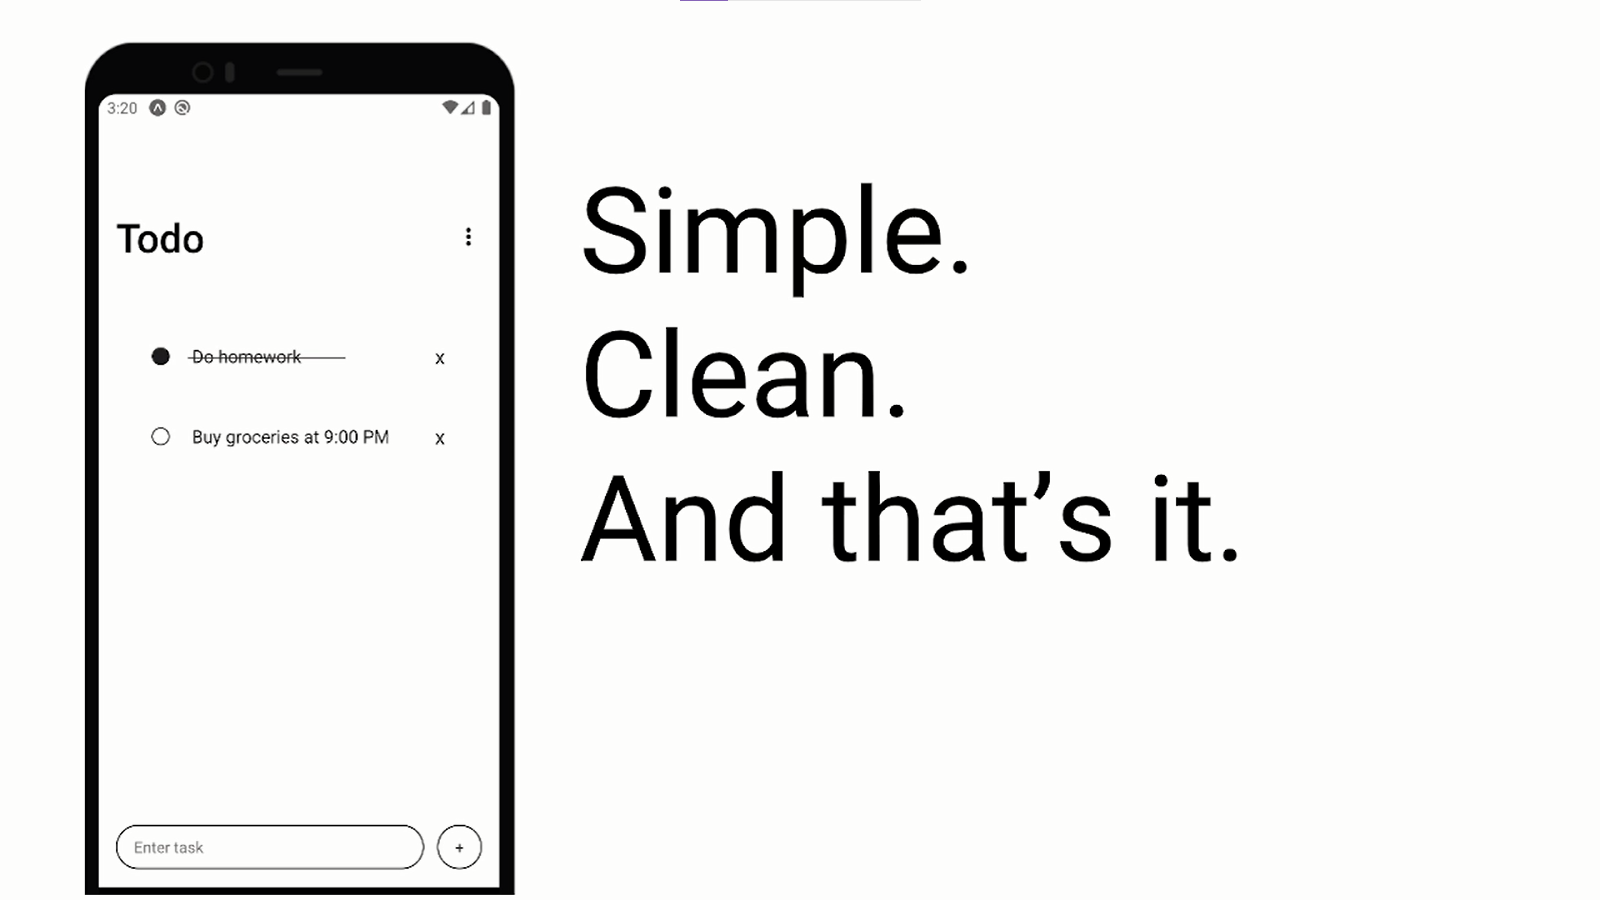 3:20
Todo
Do homework x
Buy groceries at 9:00 PM x
Enter task +
Simple.
Clean.
And that’s it.